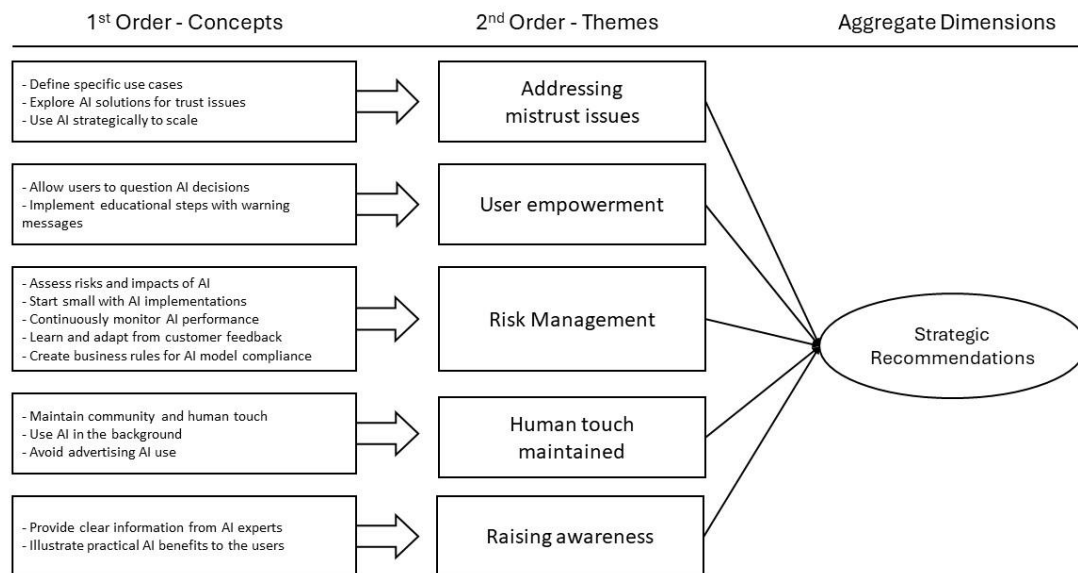 1st Order - Concepts
2nd Order - Themes
Aggregate Dimensions
- Define specific use cases
- Explore AI solutions for trust issues
- Use AI strategically to scale
Addressing
mistrust issues
- Allow users to question AI decisions
- Implement educational steps with warning
messages
User empowerment
- Assess risks and impacts of AI
- Start small with AI implementations
- Continuously monitor AI performance
- Learn and adapt from customer feedback
- Create business rules for AI model compliance
Risk Management
Strategic
Recommendations
- Maintain community and human touch
- Use AI in the background
- Avoid advertising AI use
Human touch
maintained
- Provide clear information from AI experts
- Illustrate practical AI benefits to the users
Raising awareness